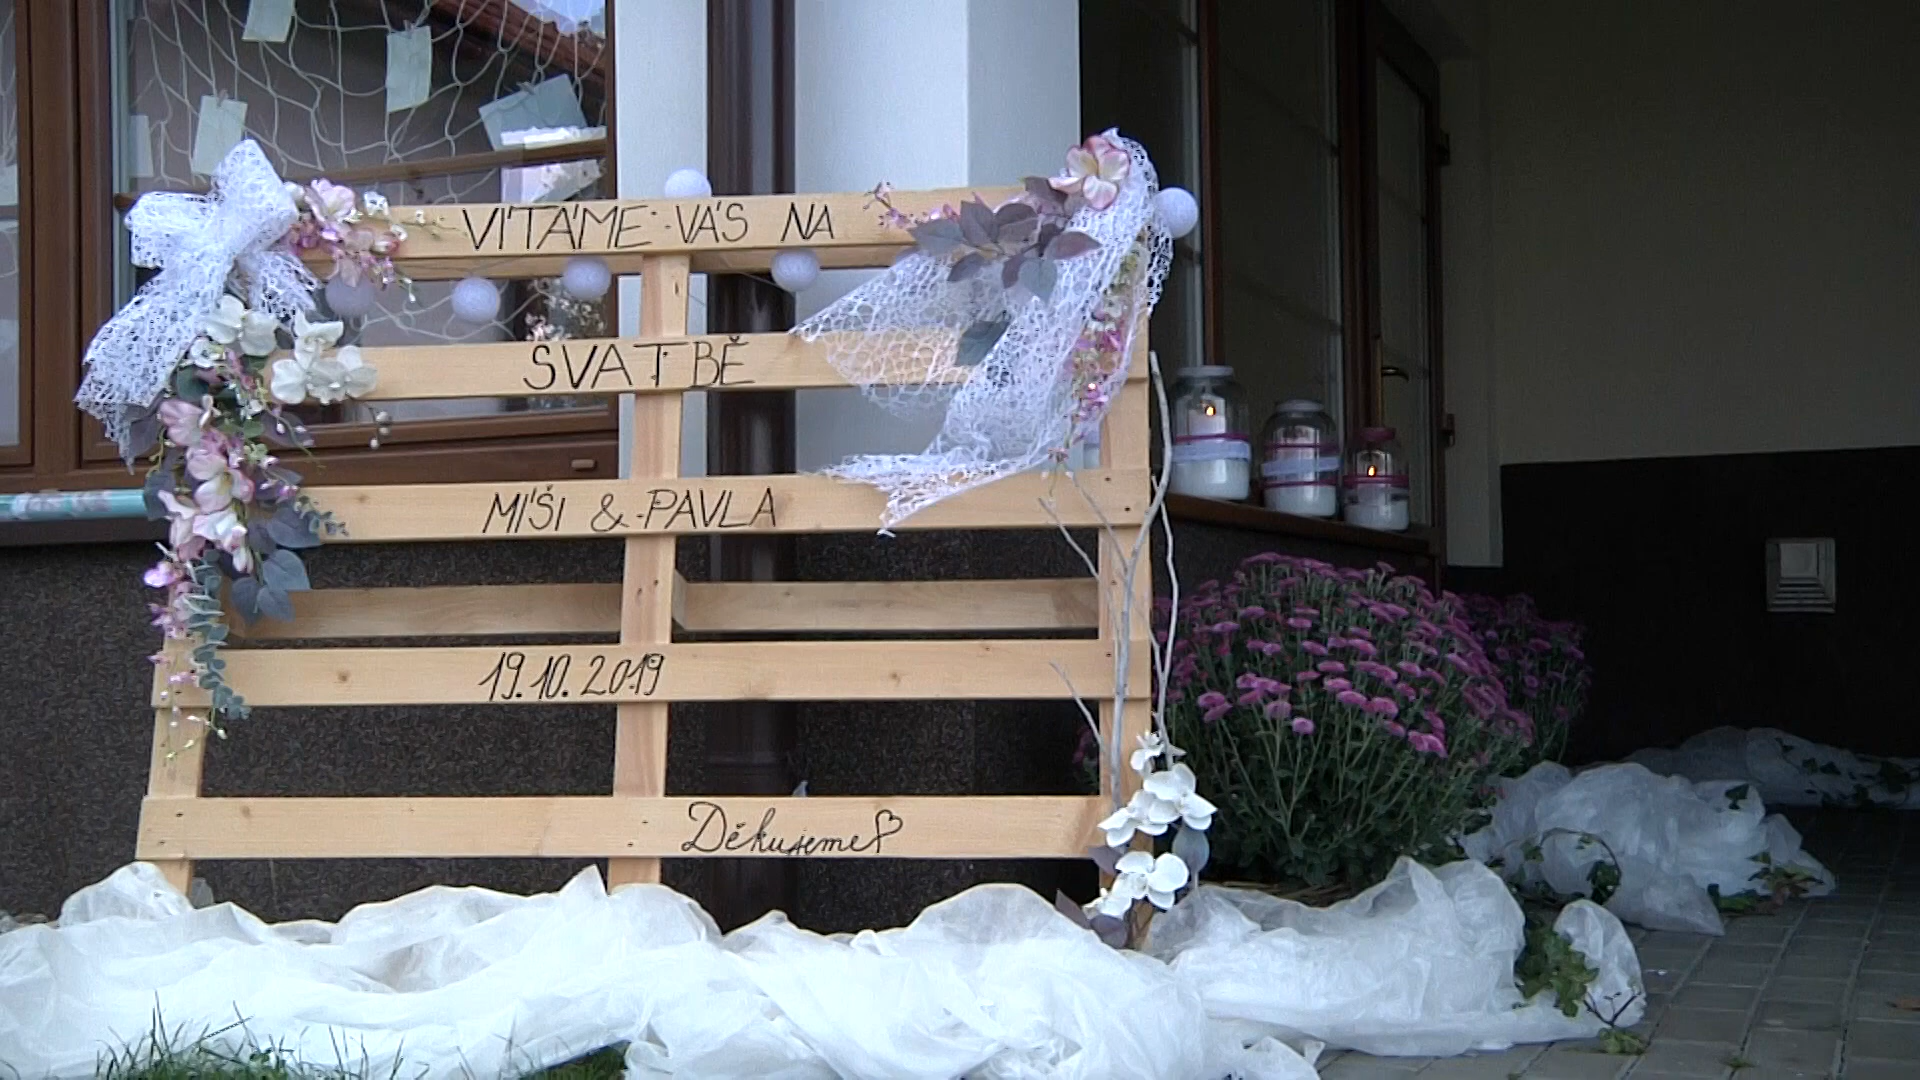 VÍTÁME VÁS NA
SVATBĚ
MÍŠI & PAVLA
19.10.2019
Děkujeme